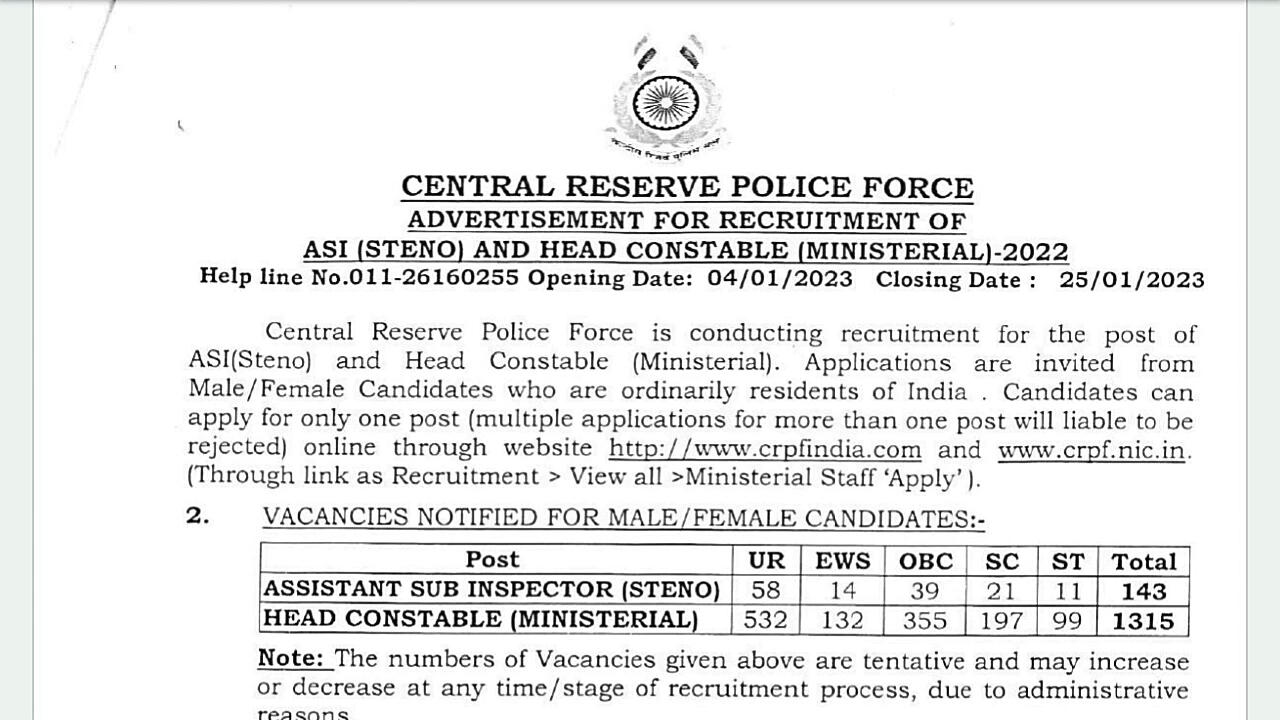 केन्द्रीय रिजर्व पुलिस बल
CENTRAL RESERVE POLICE FORCE
ADVERTISEMENT FOR RECRUITMENT OF
ASI (STENO) AND HEAD CONSTABLE (MINISTERIAL)-2022
Help line No.011-26160255 Opening Date: 04/01/2023 Closing Date : 25/01/2023
Central Reserve Police Force is conducting recruitment for the post of
ASI(Steno) and Head Constable (Ministerial). Applications are invited from
Male/Female Candidates who are ordinarily residents of India . Candidates can
apply for only one post (multiple applications for more than one post will liable to be
rejected) online through website http://www.crpfindia.com and www.crpf.nic.in.
(Through link as Recruitment > View all >Ministerial Staff ‘Apply’ ).
2. VACANCIES NOTIFIED FOR MALE/FEMALE CANDIDATES:-
Post UR EWS OBC SC ST Total
ASSISTANT SUB INSPECTOR (STENO) 58 14 39 21 11 143
HEAD CONSTABLE (MINISTERIAL) 532 132 355 197 99 1315
Note: The numbers of Vacancies given above are tentative and may increase
or decrease at any time/stage of recruitment process, due to administrative
reasons